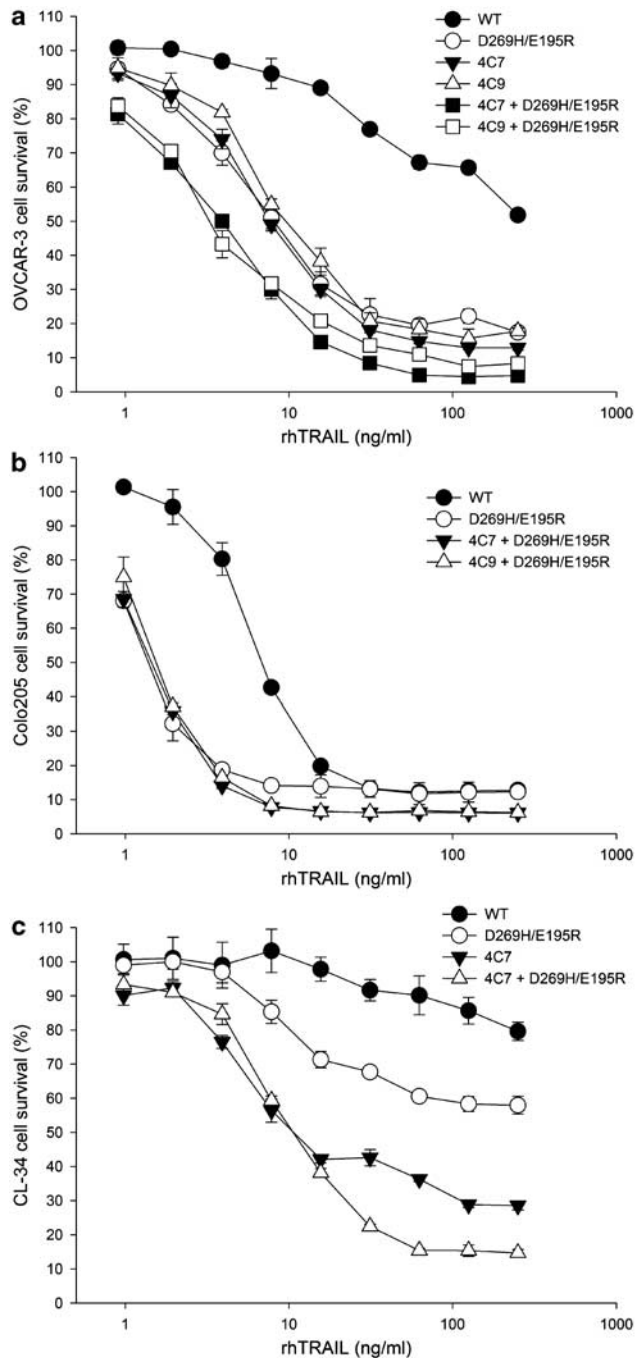 a
WT
D269H/E195R
4C7
4C9
4C7 + D269H/E195R
4C9 + D269H/E195R
OVCAR-3 cell survival (%)
110
100
90
80
70
60
50
40
30
20
10
0
1
10
100
1000
rhTRAIL (ng/ml)
b
WT
D269H/E195R
4C7 + D269H/E195R
4C9 + D269H/E195R
Colo205 cell survival (%)
110
100
90
80
70
60
50
40
30
20
10
0
1
10
100
1000
rhTRAIL (ng/ml)
c
WT
D269H/E195R
4C7
4C7 + D269H/E195R
CL-34 cell survival (%)
110
100
90
80
70
60
50
40
30
20
10
0
1
10
100
1000
rhTRAIL (ng/ml)